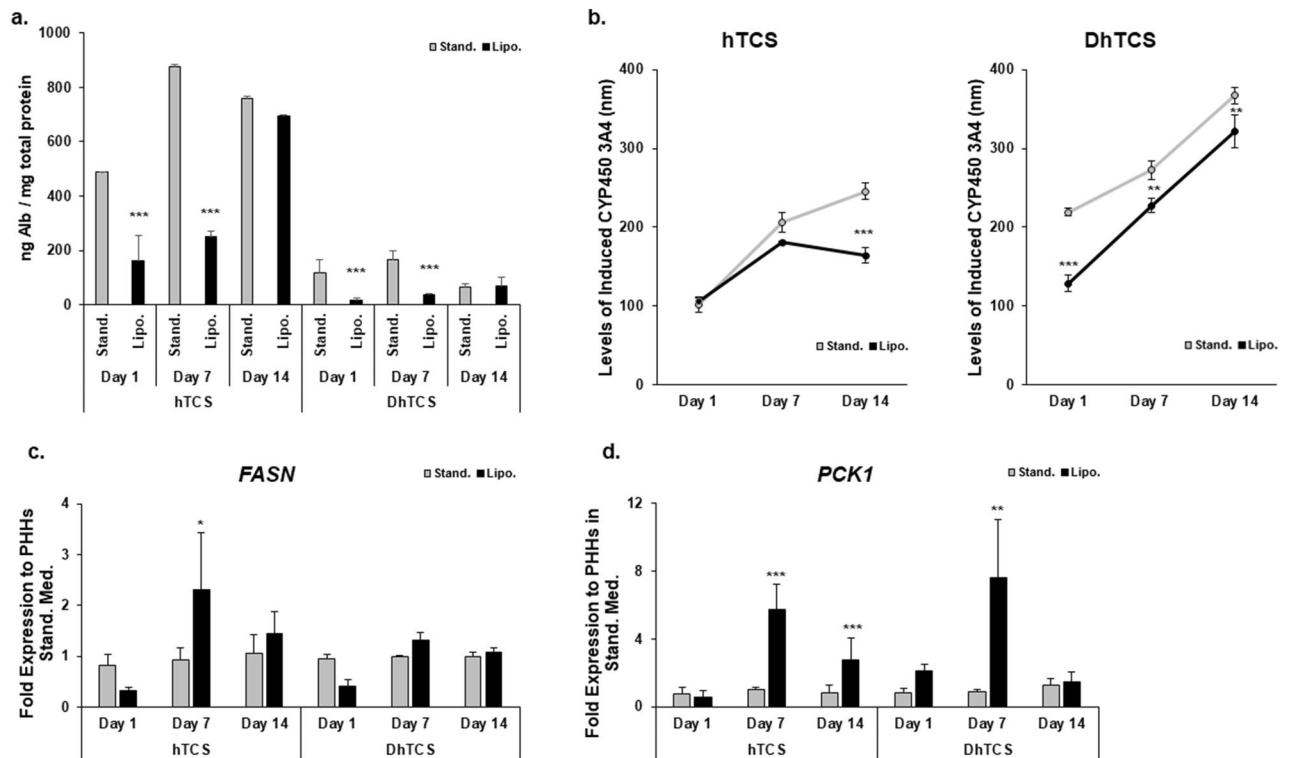 a.
Stand. Lipo.
ng Alb / mg total protein
1000
800
600
400
200
0
***
***
***
***
Stand. Lipo. Stand. Lipo. Stand. Lipo. Stand. Lipo. Stand. Lipo. Stand. Lipo.
Day 1 Day 7 Day 14 Day 1 Day 7 Day 14
hTCS DhTCS
b.
hTCS
Levels of Induced CYP450 3A4 (nm)
400
300
200
100
0
***
Stand. Lipo.
Day 1 Day 7 Day 14
DhTCS
Levels of Induced CYP450 3A4 (nm)
400
300
200
100
0
***
**
**
Stand. Lipo.
Day 1 Day 7 Day 14
c.
FASN
Stand. Lipo.
Fold Expression to PHHs
Stand. Med.
4
3
2
1
0
*
Day 1 Day 7 Day 14 Day 1 Day 7 Day 14
hTCS DhTCS
d.
PCK1
Stand. Lipo.
Fold Expression to PHHs in
Stand. Med.
12
8
4
0
***
***
**
Day 1 Day 7 Day 14 Day 1 Day 7 Day 14
hTCS DhTCS